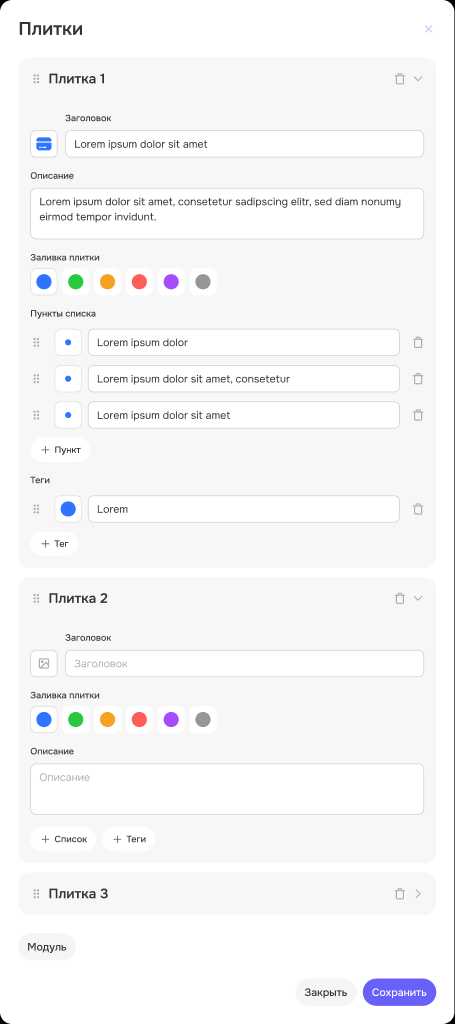 Плитки
Плитка 1
Заголовок
Lorem ipsum dolor sit amet
Описание
Lorem ipsum dolor sit amet, consetetur sadipscing elitr, sed diam nonumy
eirmod tempor invidunt.
Заливка плитки
Пункты списка
Lorem ipsum dolor
Lorem ipsum dolor sit amet, consetetur
Lorem ipsum dolor sit amet
+ Пункт
Теги
Lorem
+ Тег
Плитка 2
Заголовок
Заголовок
Заливка плитки
Описание
Описание
+ Список + Теги
Плитка 3
Модуль
Закрыть Сохранить